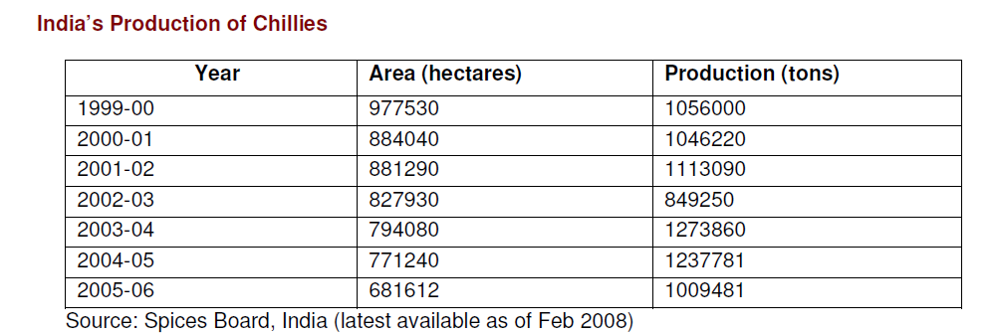 India's Production of Chillies
Year Area (hectares) Production (tons)
1999-00 977530 1056000
2000-01 884040 1046220
2001-02 881290 1113090
2002-03 827930 849250
2003-04 794080 1273860
2004-05 771240 1237781
2005-06 681612 1009481
Source: Spices Board, India (latest available as of Feb 2008)